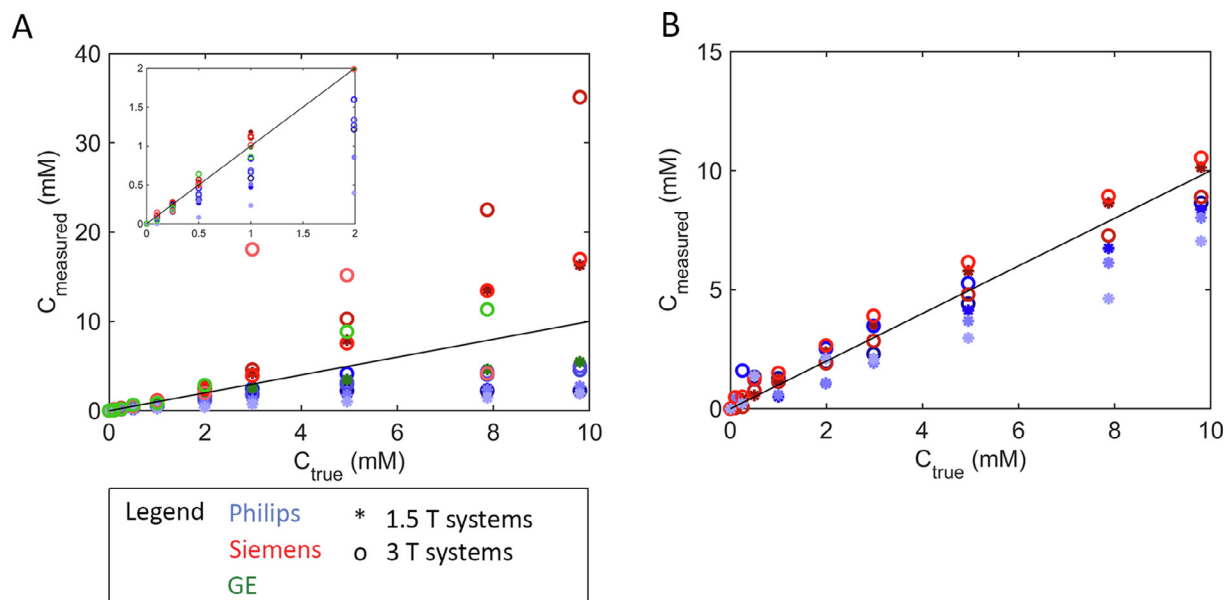 A
C measured (mM)
40
30
20
10
0
0 2 4 6 8 10
C true (mM)
2
1.5
1
0.5
0
0 0.5 1 1.5 2
Legend Philips * 1.5 T systems
Siemens o 3 T systems
GE
B
C measured (mM)
15
10
5
0
0 2 4 6 8 10
C true (mM)